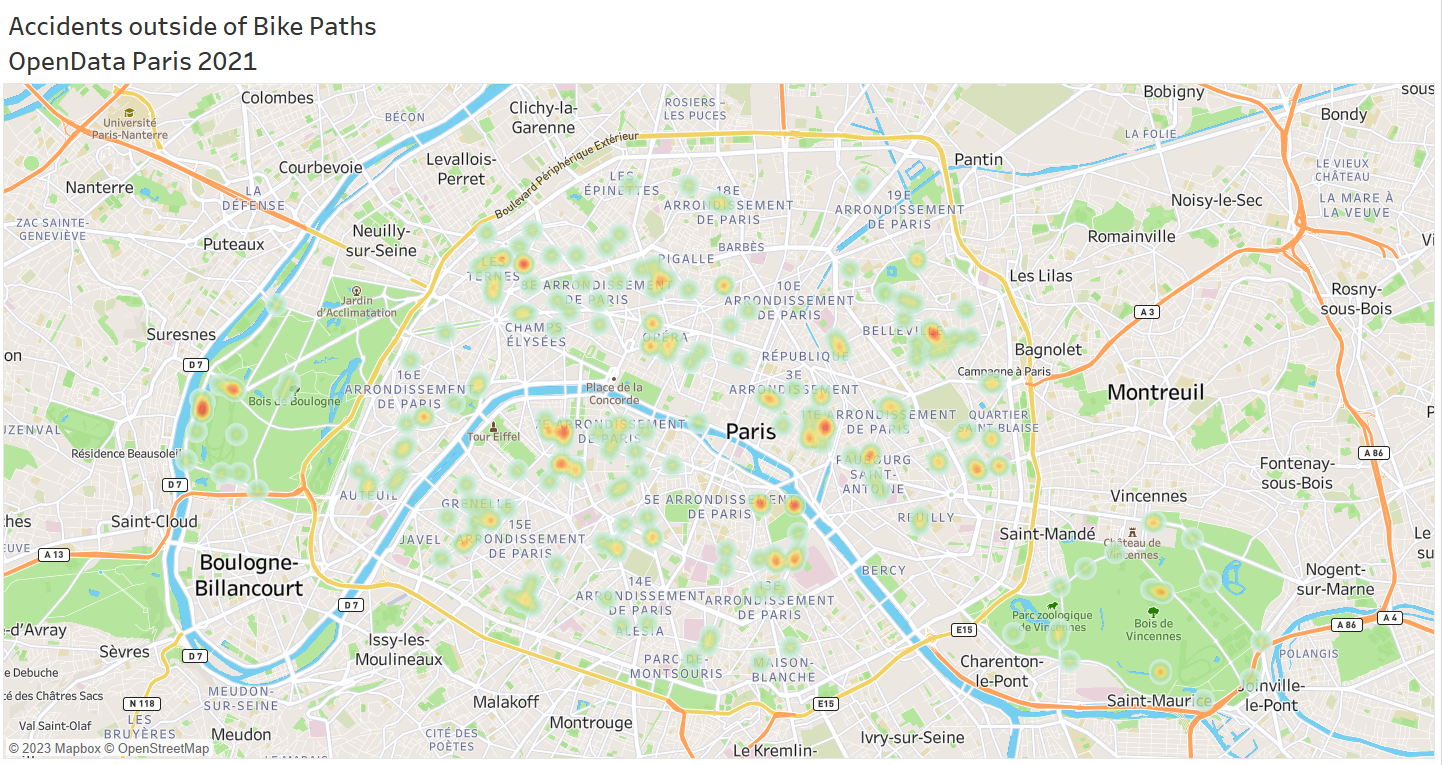 Accidents outside of Bike Paths
OpenData Paris 2021
Colombes
BÉCON
Clichy-la-
Garenne
ROSIERS –
LES PUCES
Bobigny
sous
Bondy
Université
Paris-Nanterre
LA FOLIE
Courbevoie
Levallois-
Perret
Boulevard Périphérique Extérieur
Pantin
LE VIEUX
CHÂTEAU
Nanterre
LA
DÉFENSE
LES
ÉPINETTES
18E
ARRONDISSEMENT
DE PARIS
19E
ARRONDISSEMENT
DE PARIS
Noisy-le-Sec
LA MARE À
LA VEUVE
ZAC SAINTE-
GENEVIÈVE
Puteaux
Neuilly-
sur-Seine
BARBÈS
Romainville
LES
TERNES
PIGALLE
Les Lilas
8E ARRONDISSEMENT
DE PARIS
10E
ARRONDISSEMENT
DE PARIS
Rosny-
sous-Bois
Jardin
d'Acclimatation
A 3
Suresnes
CHAMPS-
ÉLYSÉES
OPÉRA
BELLEVILLE
on
RÉPUBLIQUE
Bagnolet
D 7
16E
ARRONDISSEMENT
DE PARIS
Place de la
Concorde
3E
ARRONDISSEMENT
Campagne à Paris
Montreuil
Bois de Boulogne
11E ARRONDISSEMENT
DE PARIS
QUARTIER
SAINT-BLAISE
UZENVAL
Tour Eiffel
7E ARRONDISSEMENT
DE PARIS
Paris
Résidence Beausoleil
A 86
FAUBOURG
SAINT-
ANTOINE
Fontenay-
sous-Bois
D 7
AUTEUIL
GRENELLE
5E ARRONDISSEMENT
DE PARIS
Vincennes
ches
Saint-Cloud
REUILLY
15E
ARRONDISSEMENT
DE PARIS
JAVEL
Saint-Mandé
Château de
Vincennes
Le
su
EUVE
A 13
Boulogne-
Billancourt
BERCY
Nogent-
sur-Marne
14E
ARRONDISSEMENT
DE PARIS
13E
ARRONDISSEMENT
DE PARIS
D 7
Parc zoologique
de Vincennes
Bois de
Vincennes
A 86
A 4
e-d'Avray
E15
ALÉSIA
Sèvres
D 7
Issy-les-
Moulineaux
PARC-DE-
MONTSOURIS
MAISON-
BLANCHE
Charenton-
le-Pont
POLANGIS
e Debuche
té des Châtres Sacs
MEUDON-
SUR-SEINE
N 118
Malakoff
E15
Saint-Maurice
Joinville-
le-Pont
Val Saint-Olaf
LES
BRUYÈRES
Meudon
CITÉ DES
POÈTES
Montrouge
Ivry-sur-Seine
Le Kremlin-
© 2023 Mapbox © OpenStreetMap